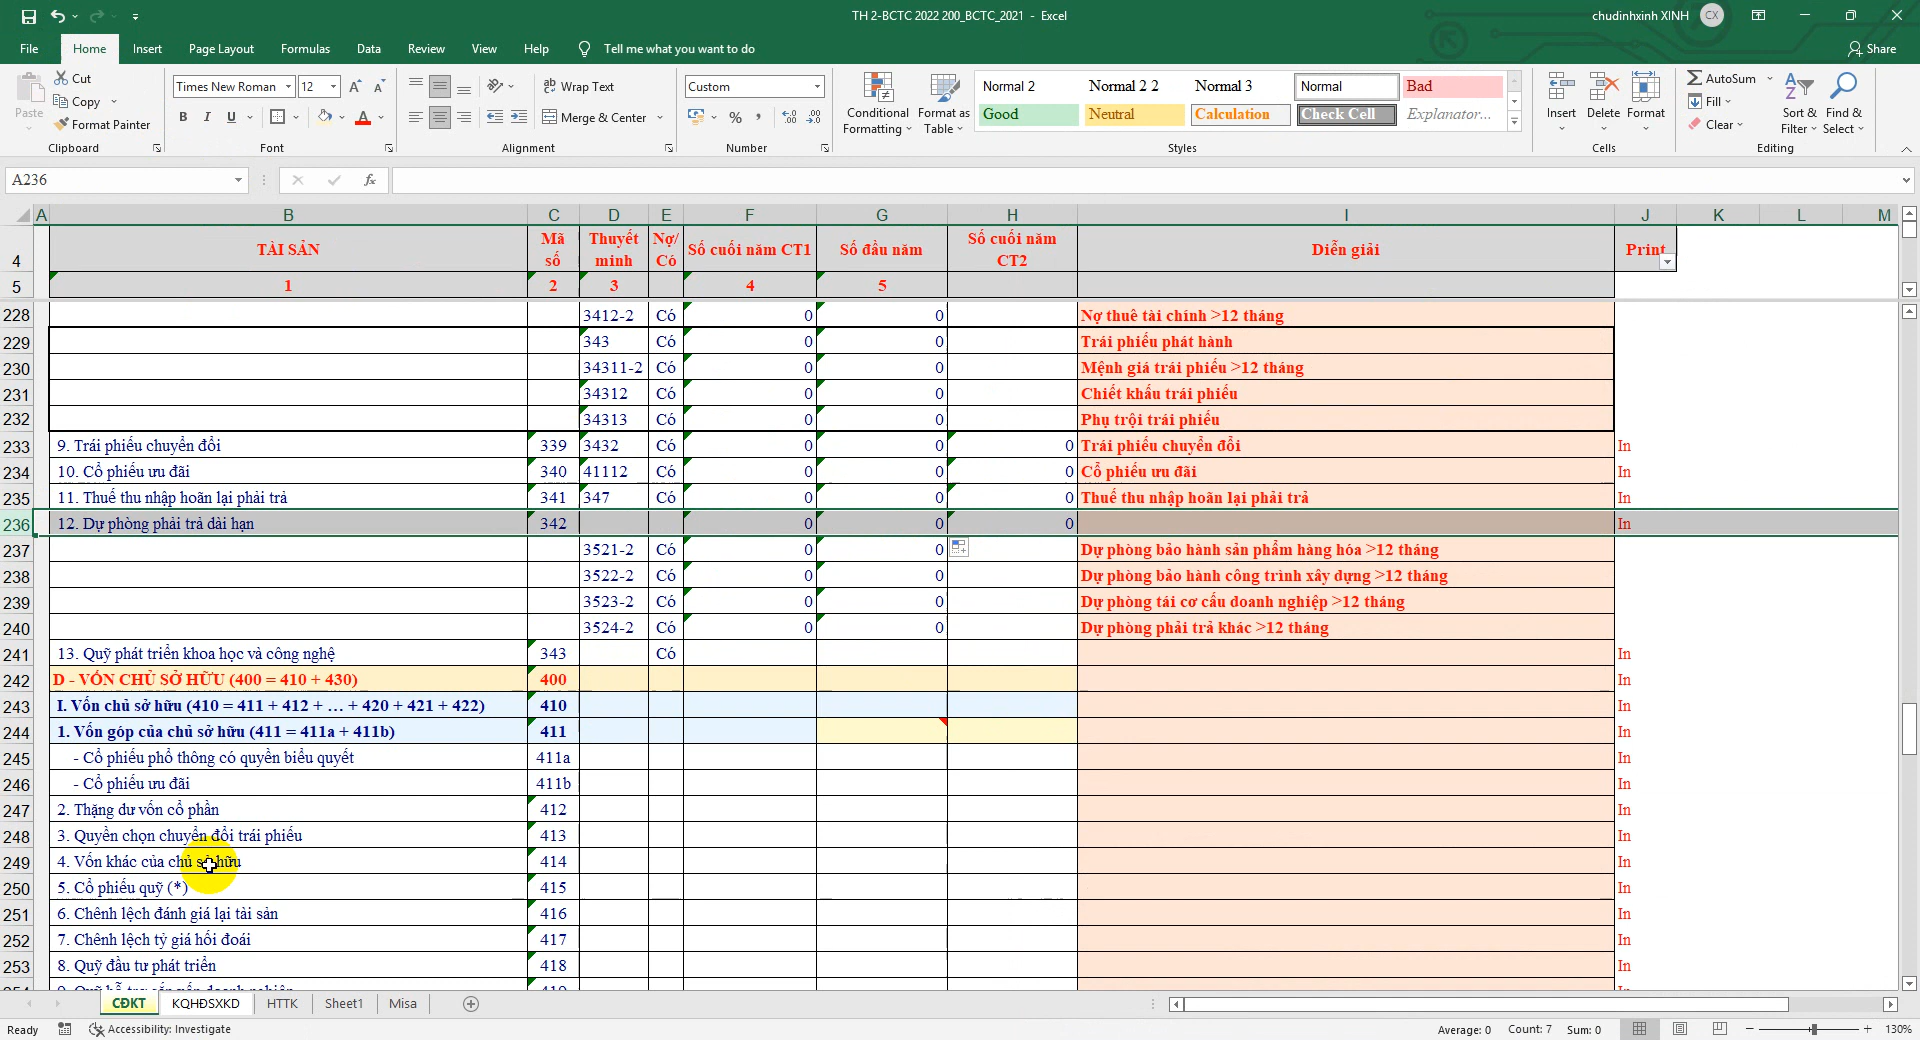 TH 2-BCTC 2022 200_BCTC_2021 - Excel
chudinhxinh XINH CX
File Home Insert Page Layout Formulas Data Review View Help Tell me what you want to do Share
Paste Cut Copy Format Painter Clipboard
Times New Roman 12 B I U A Font
Wrap Text Merge & Center Alignment
Custom % Number
Conditional Formatting Format as Table
Normal 2 Normal 2 2 Normal 3 Normal Bad
Good Neutral Calculation Check Cell Explanator...
Styles
Insert Delete Format Cells
AutoSum Fill Clear Sort & Filter Find & Select Editing
A236 fx
A B C D E F G H I J K L M
4 TÀI SẢN Mã số Thuyết minh Nợ/ Có Số cuối năm CT1 Số đầu năm Số cuối năm CT2 Diễn giải Print
5 1 2 3 4 5
228 3412-2 Có 0 0 Nợ thuê tài chính >12 tháng
229 343 Có 0 0 Trái phiếu phát hành
230 34311-2 Có 0 0 Mệnh giá trái phiếu >12 tháng
231 34312 Có 0 0 Chiết khấu trái phiếu
232 34313 Có 0 0 Phụ trội trái phiếu
233 9. Trái phiếu chuyển đổi 339 3432 Có 0 0 0 Trái phiếu chuyển đổi In
234 10. Cổ phiếu ưu đãi 340 41112 Có 0 0 0 Cổ phiếu ưu đãi In
235 11. Thuế thu nhập hoãn lại phải trả 341 347 Có 0 0 0 Thuế thu nhập hoãn lại phải trả In
236 12. Dự phòng phải trả dài hạn 342 0 0 0 In
237 3521-2 Có 0 0 Dự phòng bảo hành sản phẩm hàng hóa >12 tháng
238 3522-2 Có 0 0 Dự phòng bảo hành công trình xây dựng >12 tháng
239 3523-2 Có 0 0 Dự phòng tái cơ cấu doanh nghiệp >12 tháng
240 3524-2 Có 0 0 Dự phòng phải trả khác >12 tháng
241 13. Quỹ phát triển khoa học và công nghệ 343 Có In
242 D - VỐN CHỦ SỞ HỮU (400 = 410 + 430) 400 In
243 I. Vốn chủ sở hữu (410 = 411 + 412 + … + 420 + 421 + 422) 410 In
244 1. Vốn góp của chủ sở hữu (411 = 411a + 411b) 411 In
245 - Cổ phiếu phổ thông có quyền biểu quyết 411a In
246 - Cổ phiếu ưu đãi 411b In
247 2. Thặng dư vốn cổ phần 412 In
248 3. Quyền chọn chuyển đổi trái phiếu 413 In
249 4. Vốn khác của chủ sở hữu 414 In
250 5. Cổ phiếu quỹ (*) 415 In
251 6. Chênh lệch đánh giá lại tài sản 416 In
252 7. Chênh lệch tỷ giá hối đoái 417 In
253 8. Quỹ đầu tư phát triển 418 In
CĐKT KQHĐSXKD HTTK Sheet1 Misa
Ready Accessibility: Investigate Average: 0 Count: 7 Sum: 0 130%